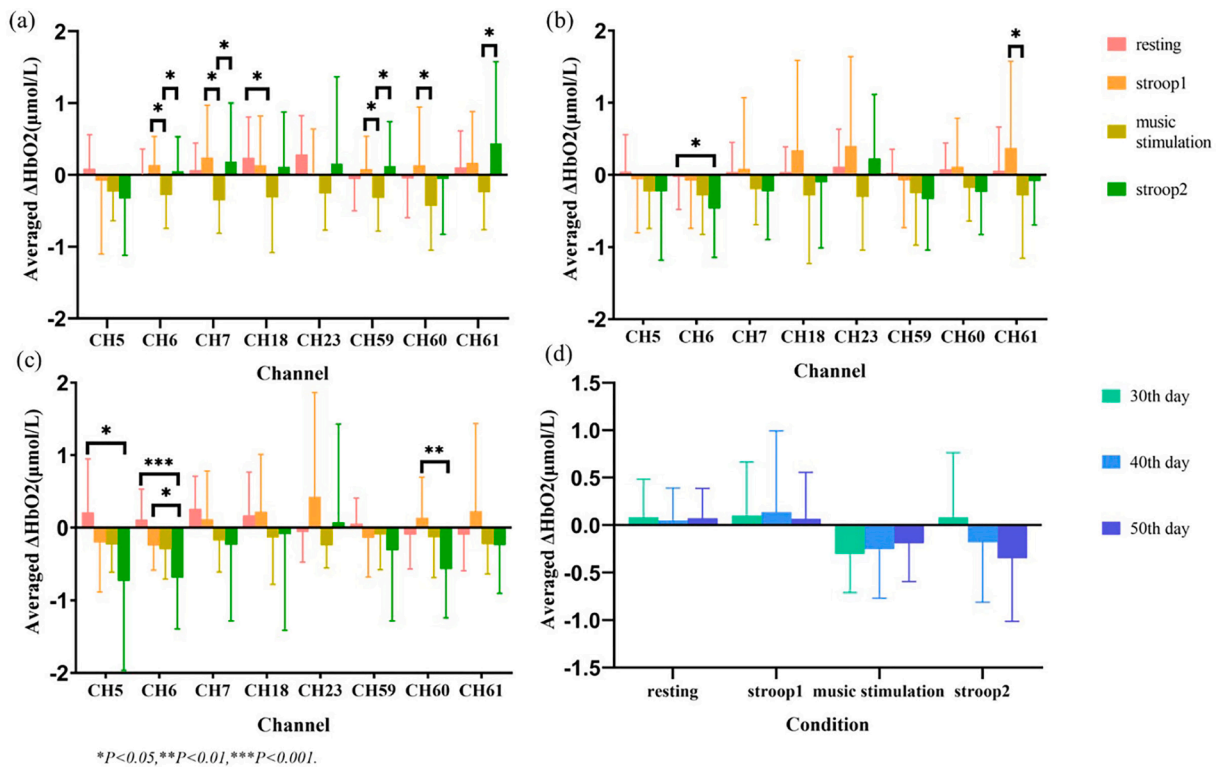 (a)
Averaged ΔHbO2(μmol/L)
2
1
0
-1
-2
* * * * * * * * * *
CH5 CH6 CH7 CH18 CH23 CH59 CH60 CH61
Channel
(b)
Averaged ΔHbO2(μmol/L)
2
1
0
-1
-2
* *
CH5 CH6 CH7 CH18 CH23 CH59 CH60 CH61
Channel
resting
stroop1
music
stimulation
stroop2
(c)
Averaged ΔHbO2(μmol/L)
2
1
0
-1
-2
* *** * **
CH5 CH6 CH7 CH18 CH23 CH59 CH60 CH61
Channel
(d)
Averaged ΔHbO2(μmol/L)
1.5
1.0
0.5
0.0
-0.5
-1.0
-1.5
resting stroop1 music stimulation stroop2
Condition
30th day
40th day
50th day
*P<0.05,**P<0.01,***P<0.001.